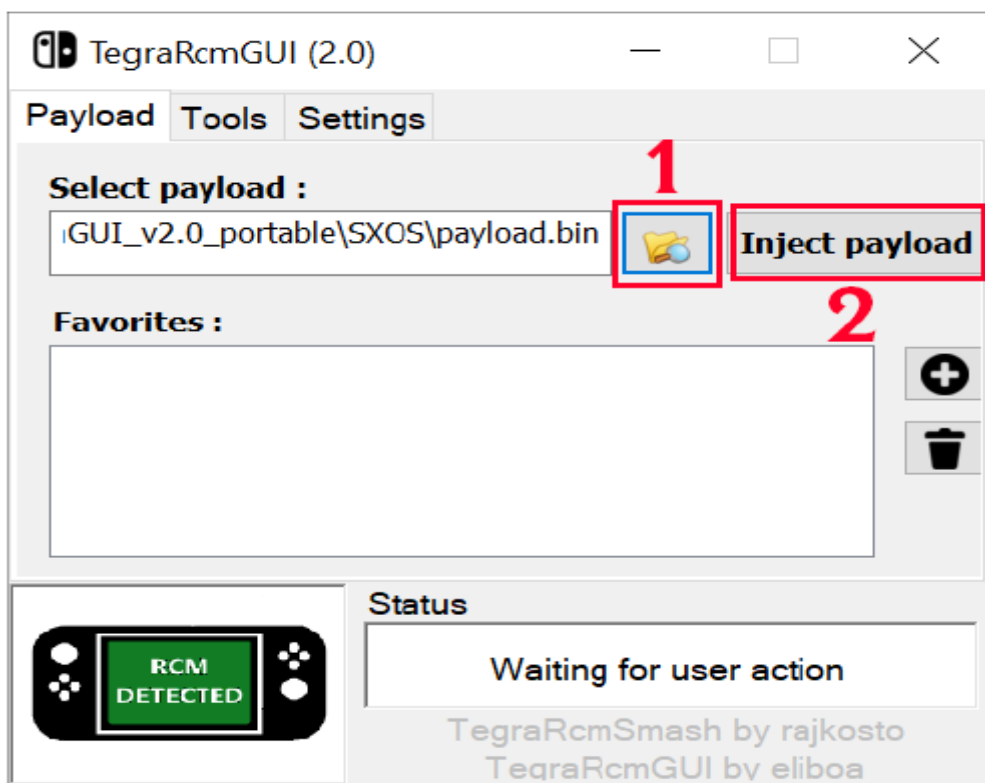 TegraRcmGUI (2.0)
Payload Tools Settings
1
Select payload :
GUI_v2.0_portable\SXOS\payload.bin
Inject payload
2
Favorites :
RCM
DETECTED
Status
Waiting for user action
TegraRcmSmash by rajkosto
TegraRcmGUI by eliboa